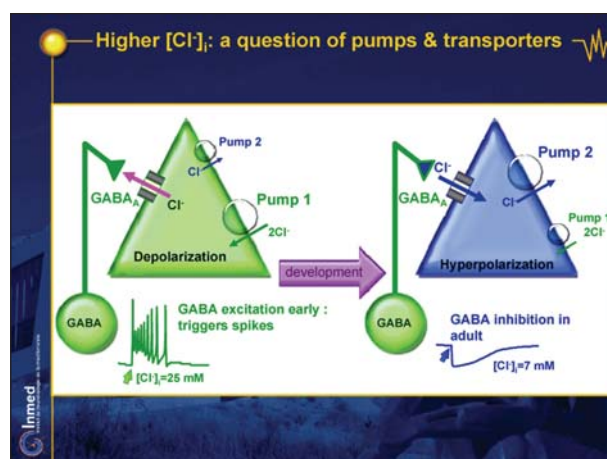 Higher [Cl-]i: a question of pumps & transporters
Pump 2
Cl-
GABAA
Cl-
Pump 1
2Cl-
Depolarization
GABA
GABA excitation early :
triggers spikes
[Cl-]i=25 mM
development
Cl-
Pump 2
GABAA
Cl-
Pump 1
2Cl-
Hyperpolarization
GABA
GABA inhibition in
adult
[Cl-]i=7 mM
Inmed